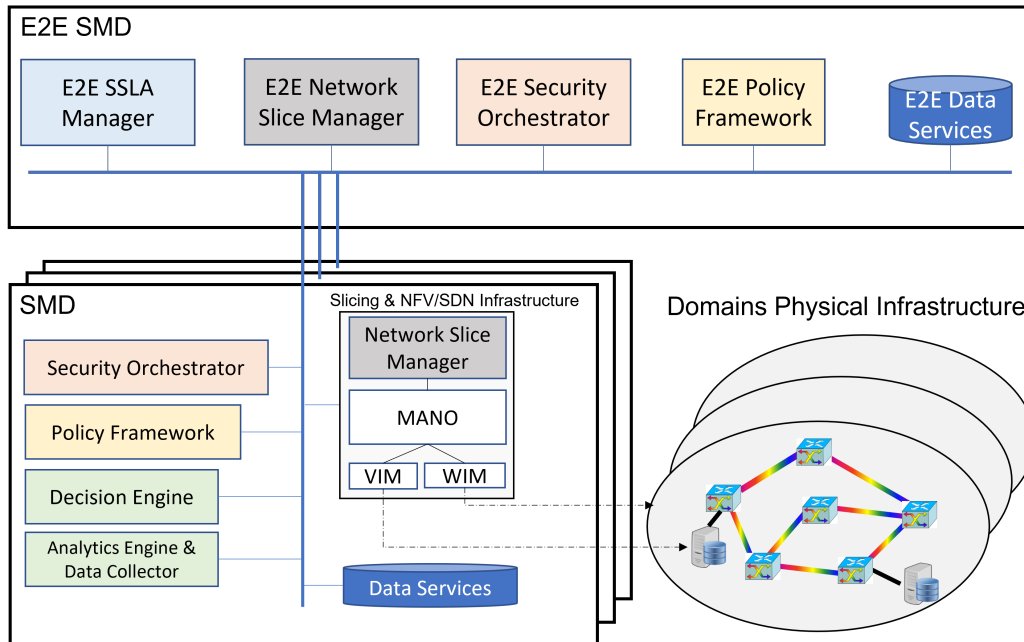 E2E SMD
E2E SSLA
Manager
E2E Network
Slice Manager
E2E Security
Orchestrator
E2E Policy
Framework
E2E Data
Services
SMD
Slicing & NFV/SDN Infrastructure
Network Slice
Manager
MANO
VIM
WIM
Security Orchestrator
Policy Framework
Decision Engine
Analytics Engine &
Data Collector
Data Services
Domains Physical Infrastructure